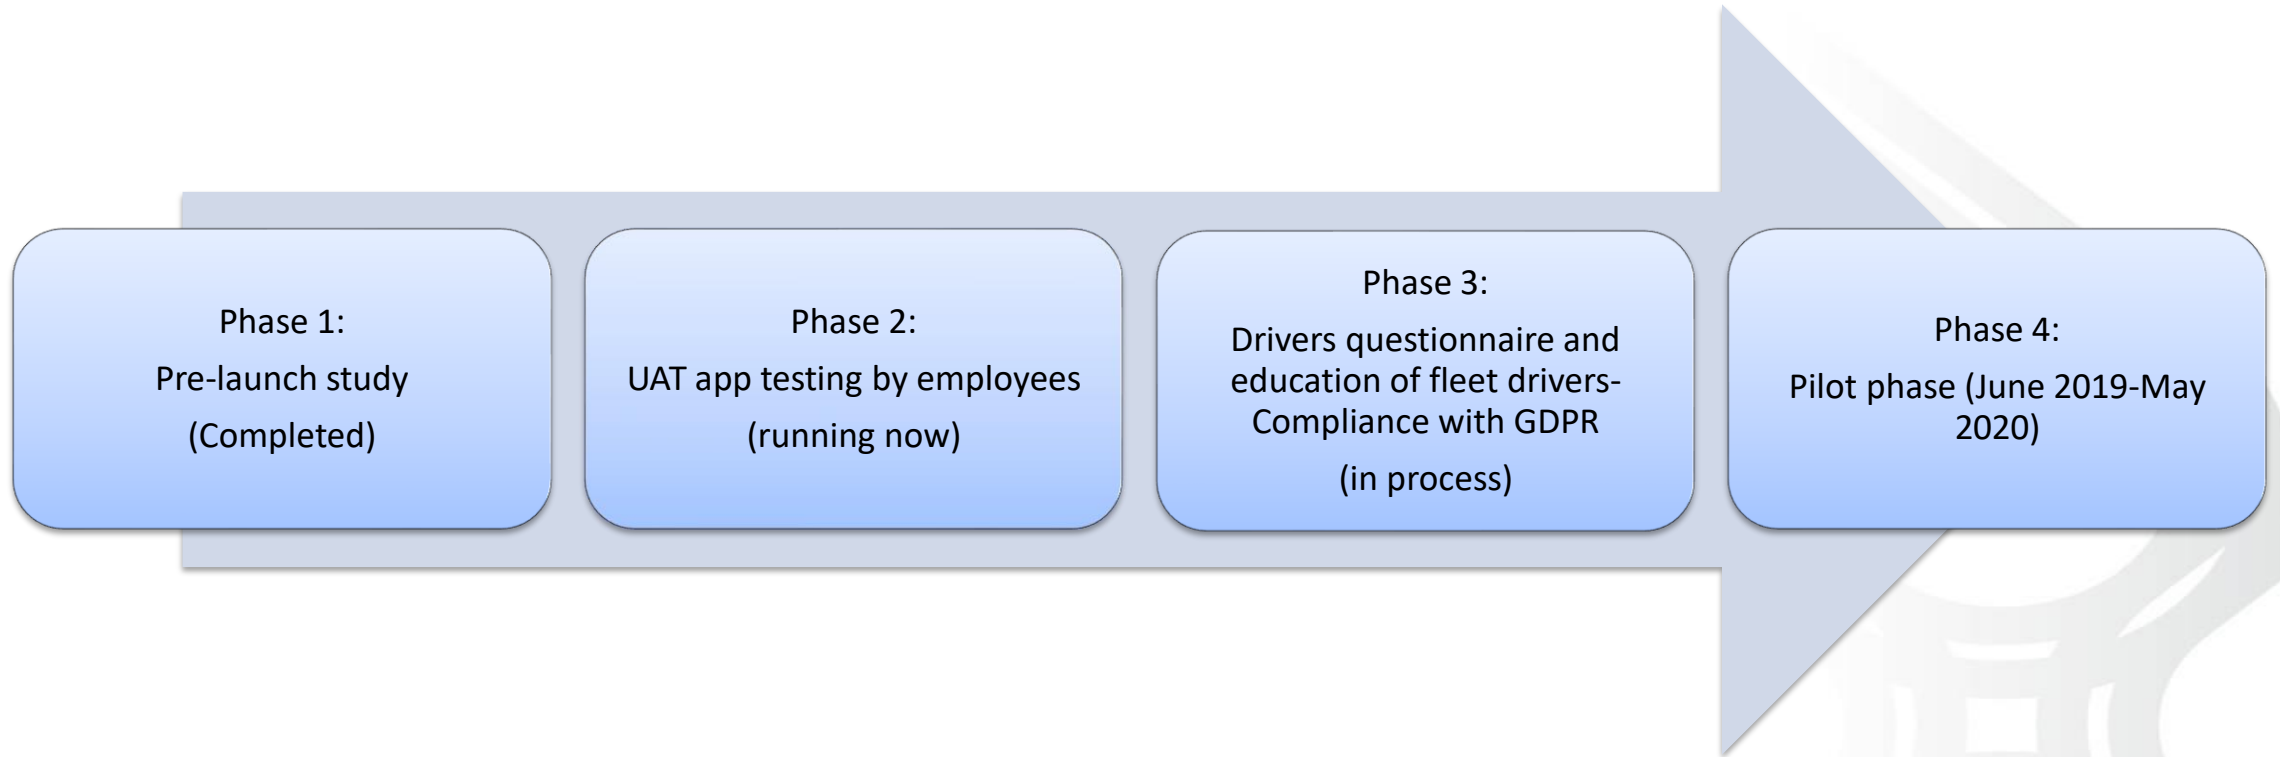 Phase 1:
Pre-launch study
(Completed)
Phase 2:
UAT app testing by employees
(running now)
Phase 3:
Drivers questionnaire and
education of fleet drivers-
Compliance with GDPR
(in process)
Phase 4:
Pilot phase (June 2019-May
2020)